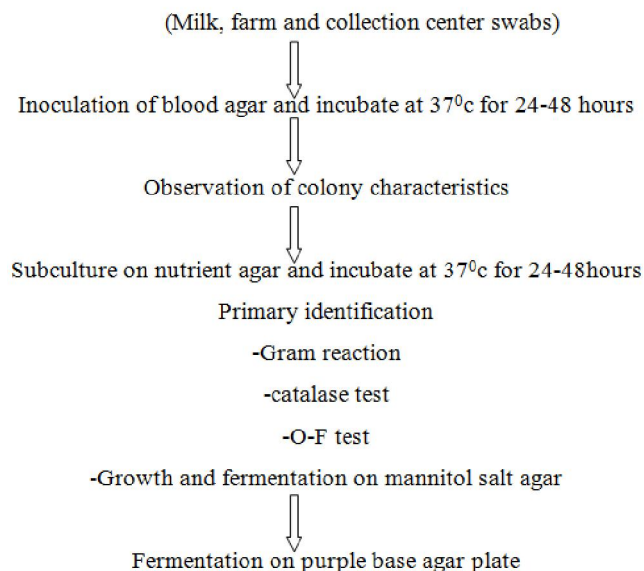 (Milk, farm and collection center swabs)
Inoculation of blood agar and incubate at 37⁰c for 24-48 hours
Observation of colony characteristics
Subculture on nutrient agar and incubate at 37⁰c for 24-48hours
Primary identification
-Gram reaction
-catalase test
-O-F test
-Growth and fermentation on mannitol salt agar
Fermentation on purple base agar plate